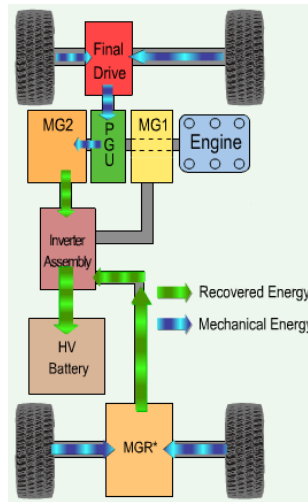 Final
Drive
MG2
P
G
U
MG1
Engine
Inverter
Assembly
Recovered Energy
Mechanical Energy
HV
Battery
MGR*